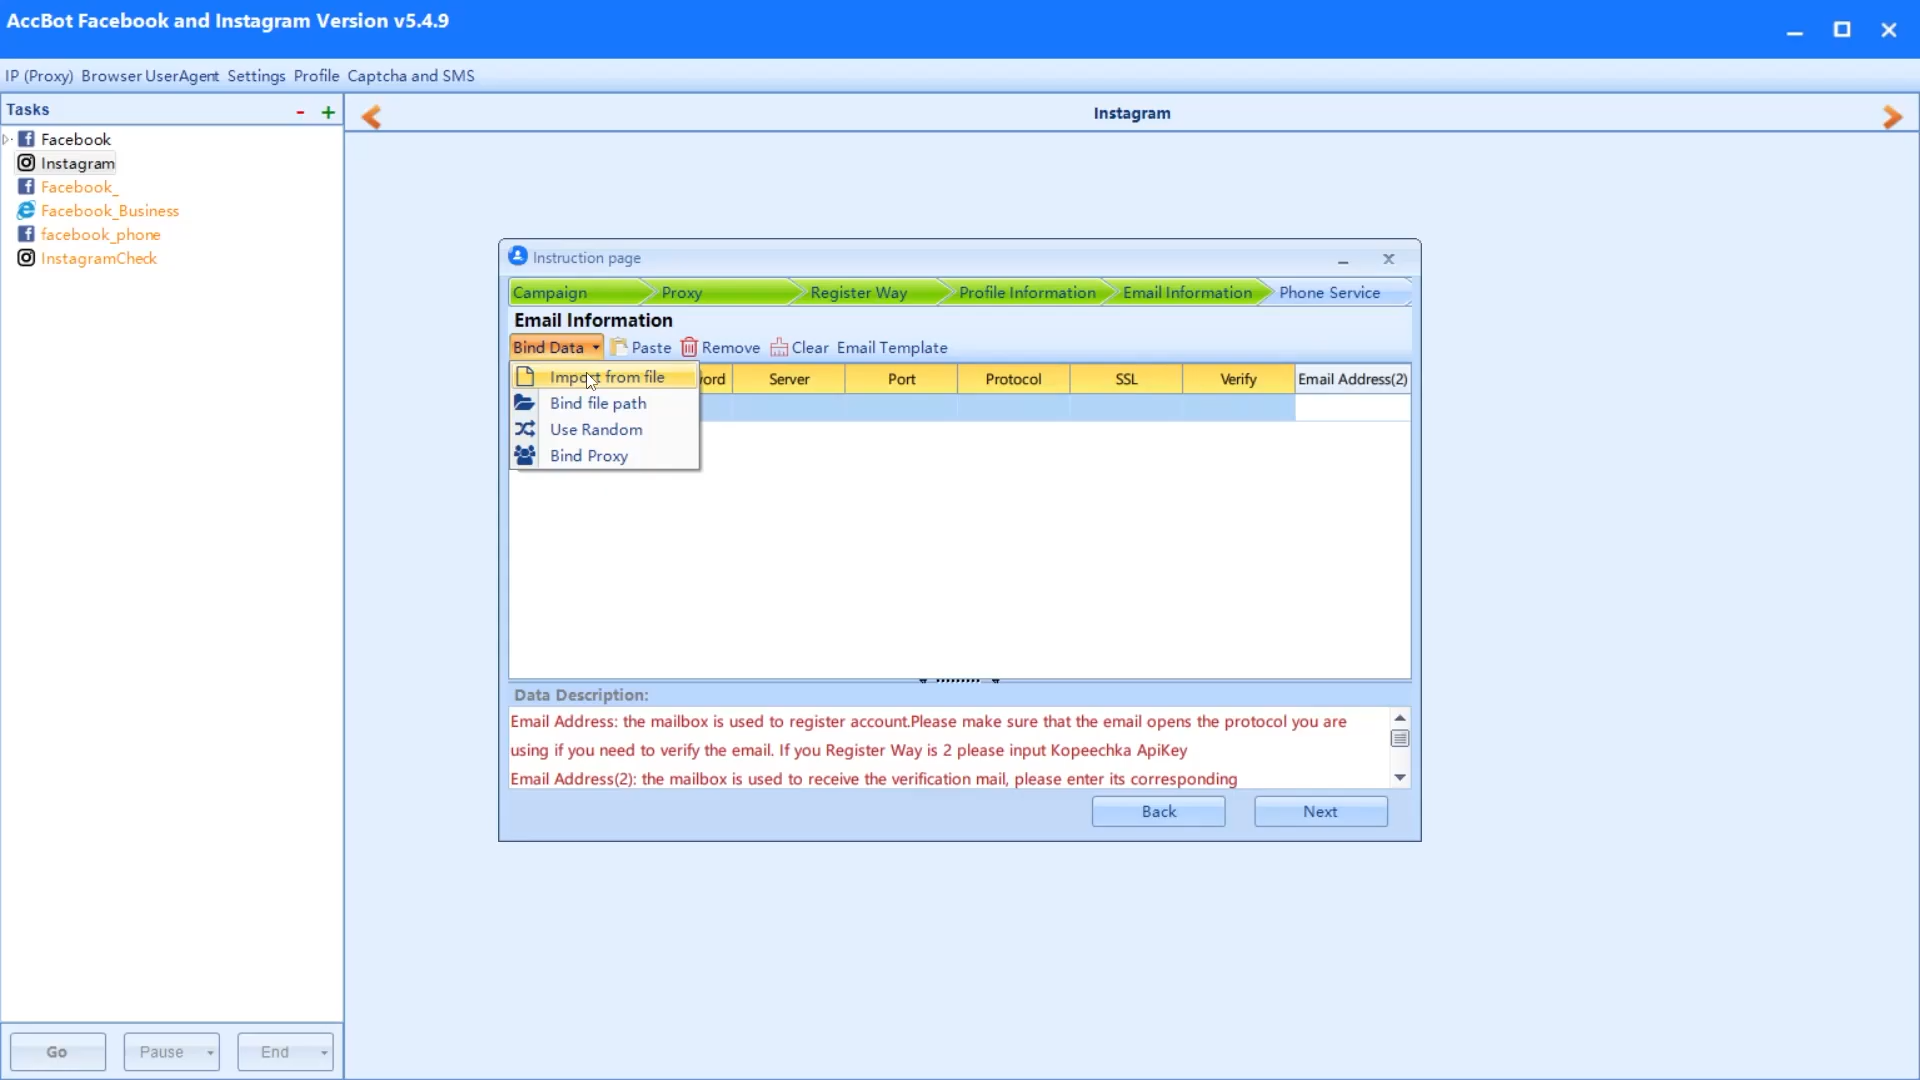 AccBot Facebook and Instagram Version v5.4.9
IP (Proxy) Browser UserAgent Settings Profile Captcha and SMS
Tasks
- +
Instagram
Facebook
Instagram
Facebook_
Facebook_Business
facebook_phone
InstagramCheck
Instruction page
Campaign Proxy Register Way Profile Information Email Information Phone Service
Email Information
Bind Data Paste Remove Clear Email Template
Import from file
Bind file path
Use Random
Bind Proxy
ord Server Port Protocol SSL Verify Email Address(2)
Data Description:
Email Address: the mailbox is used to register account.Please make sure that the email opens the protocol you are
using if you need to verify the email. If you Register Way is 2 please input Kopeechka ApiKey
Email Address(2): the mailbox is used to receive the verification mail, please enter its corresponding
Back Next
Go Pause End